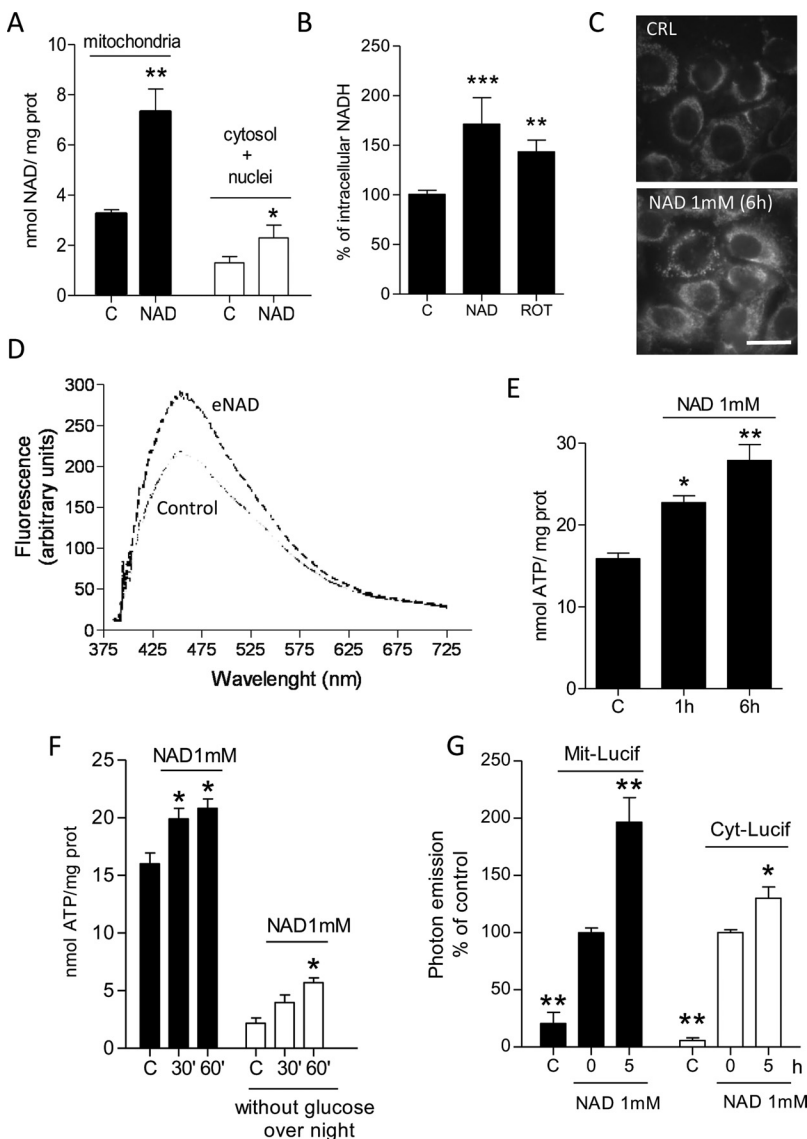 A
mitochondria
**
cytosol
+
nuclei
*
nmol NAD/ mg prot
10
8
6
4
2
0
C NAD C NAD
B
% of intracellular NADH
250
200
150
100
50
0
***
**
C NAD ROT
C
CRL
NAD 1mM (6h)
D
Fluorescence
(arbitrary units)
300
250
200
150
100
50
0
eNAD
Control
375 425 475 525 575 625 675 725
Wavelenght (nm)
E
NAD 1mM
**
*
nmol ATP/ mg prot
30
20
10
0
C 1h 6h
F
NAD1mM
* *
nmol ATP/mg prot
25
20
15
10
5
0
NAD1mM
*
C 30' 60' C 30' 60'
without glucose
over night
G
Mit-Lucif
**
Cyt-Lucif
*
Photon emission
% of control
250
200
150
100
50
0
**
**
C 0 5 C 0 5 h
NAD 1mM NAD 1mM